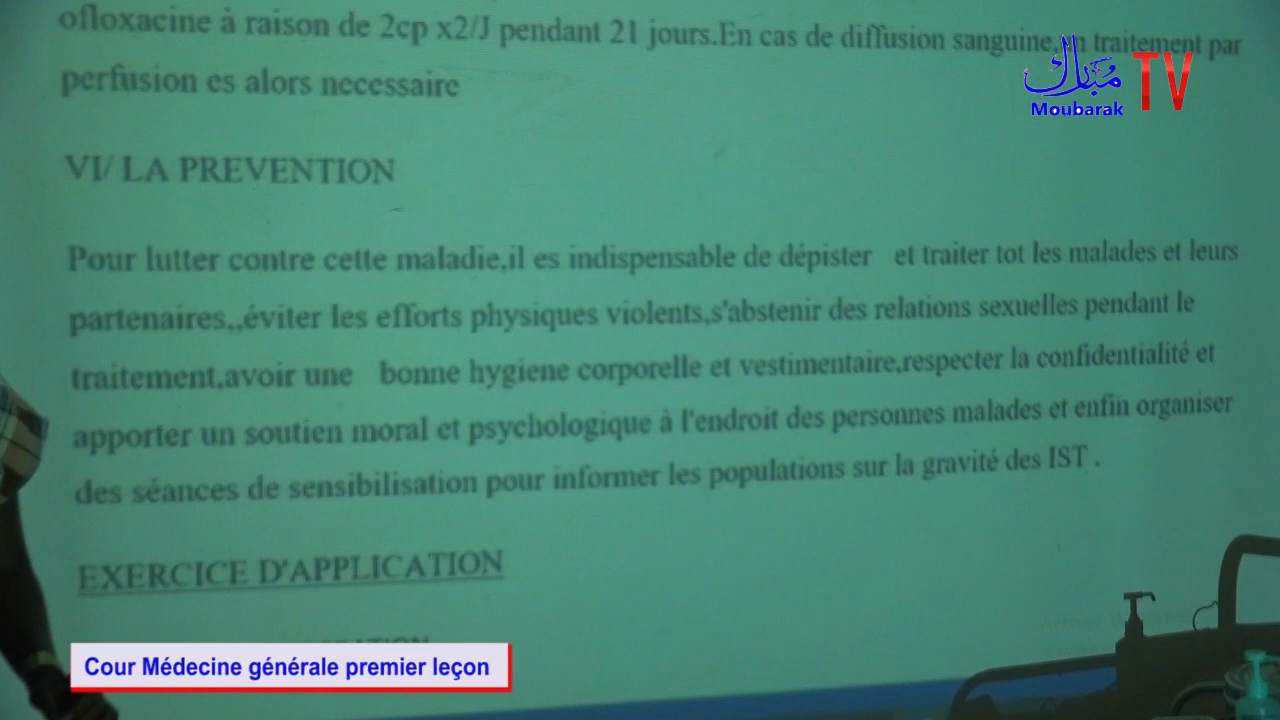 ofloxacine à raison de 2cp x2/J pendant 21 jours.En cas de diffusion sanguine, traitement par
perfusion es alors necessaire
مبارك TV
Moubarak
VI/ LA PREVENTION
Pour lutter contre cette maladie,il es indispensable de dépister et traiter tot les malades et leurs
partenaires,,éviter les efforts physiques violents,s'abstenir des relations sexuelles pendant le
traitement,avoir une bonne hygiene corporelle et vestimentaire,respecter la confidentialité et
apporter un soutien moral et psychologique à l'endroit des personnes malades et enfin organiser
des séances de sensibilisation pour informer les populations sur la gravité des IST .
EXERCICE D'APPLICATION
Cour Médecine générale premier leçon